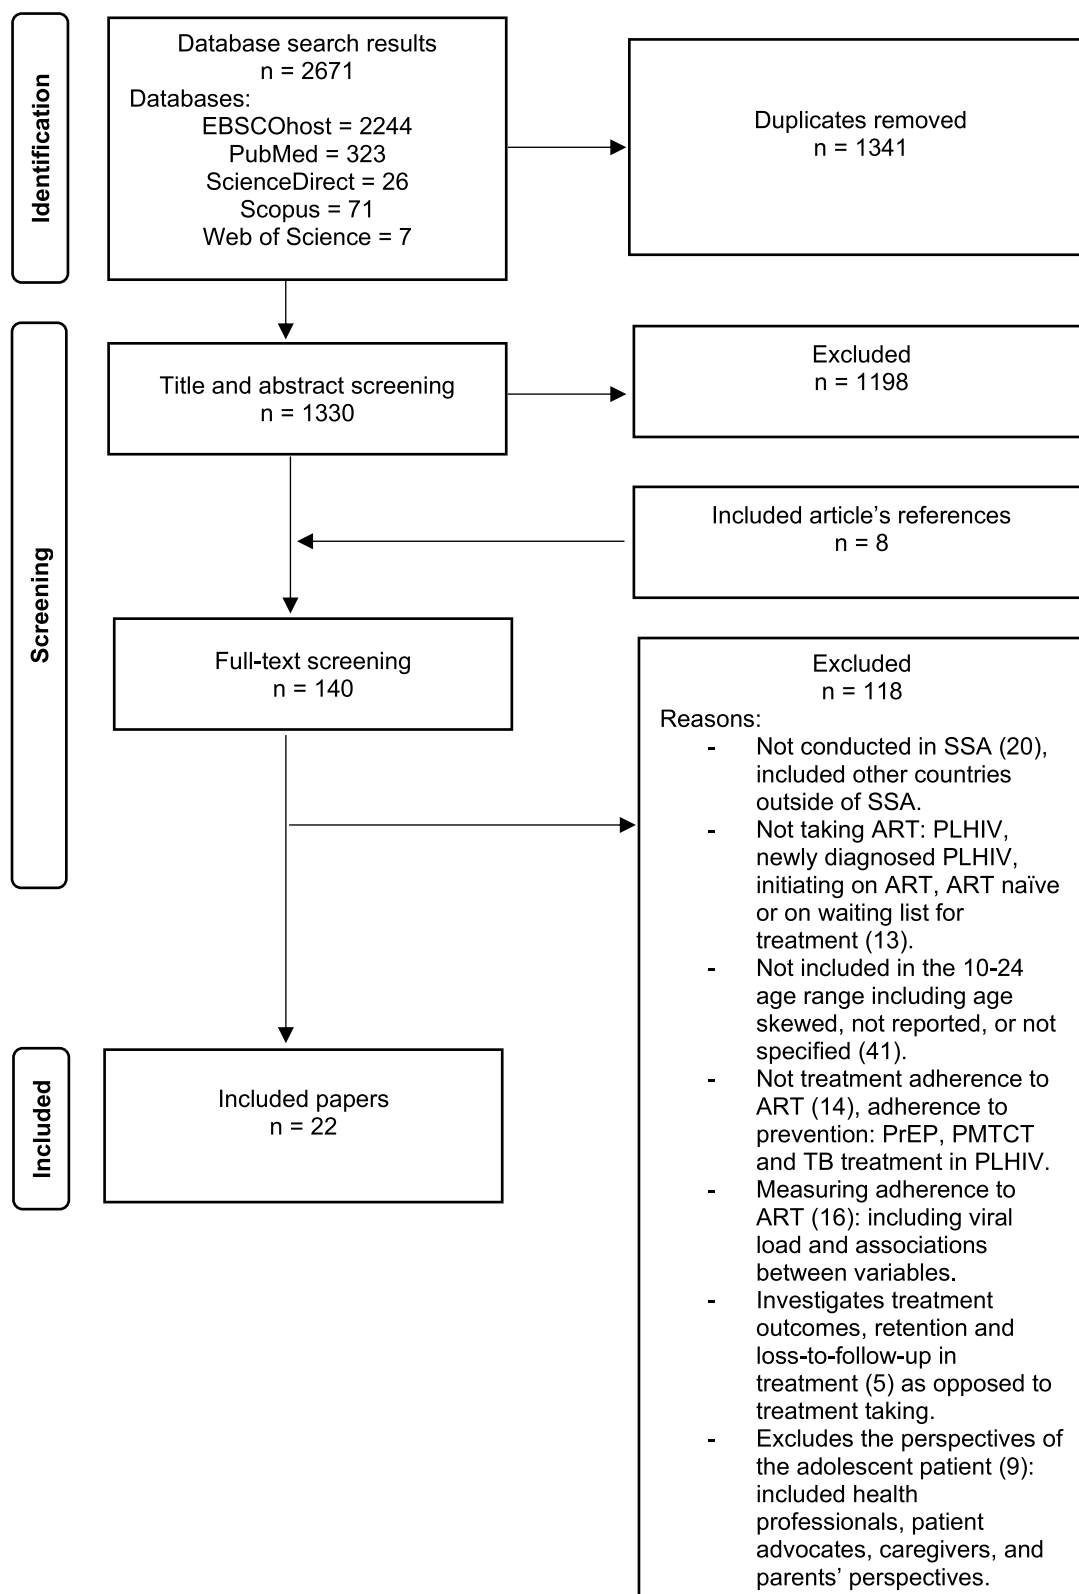 Identification
Database search results
n = 2671
Databases:
EBSCOhost = 2244
PubMed = 323
ScienceDirect = 26
Scopus = 71
Web of Science = 7
Duplicates removed
n = 1341
Screening
Title and abstract screening
n = 1330
Excluded
n = 1198
Included article's references
n = 8
Full-text screening
n = 140
Excluded
n = 118
Reasons:
- Not conducted in SSA (20),
included other countries
outside of SSA.
- Not taking ART: PLHIV,
newly diagnosed PLHIV,
initiating on ART, ART naïve
or on waiting list for
treatment (13).
- Not included in the 10-24
age range including age
skewed, not reported, or not
specified (41).
- Not treatment adherence to
ART (14), adherence to
prevention: PrEP, PMTCT
and TB treatment in PLHIV.
- Measuring adherence to
ART (16): including viral
load and associations
between variables.
- Investigates treatment
outcomes, retention and
loss-to-follow-up in
treatment (5) as opposed to
treatment taking.
- Excludes the perspectives of
the adolescent patient (9):
included health
professionals, patient
advocates, caregivers, and
parents' perspectives.
Included
Included papers
n = 22